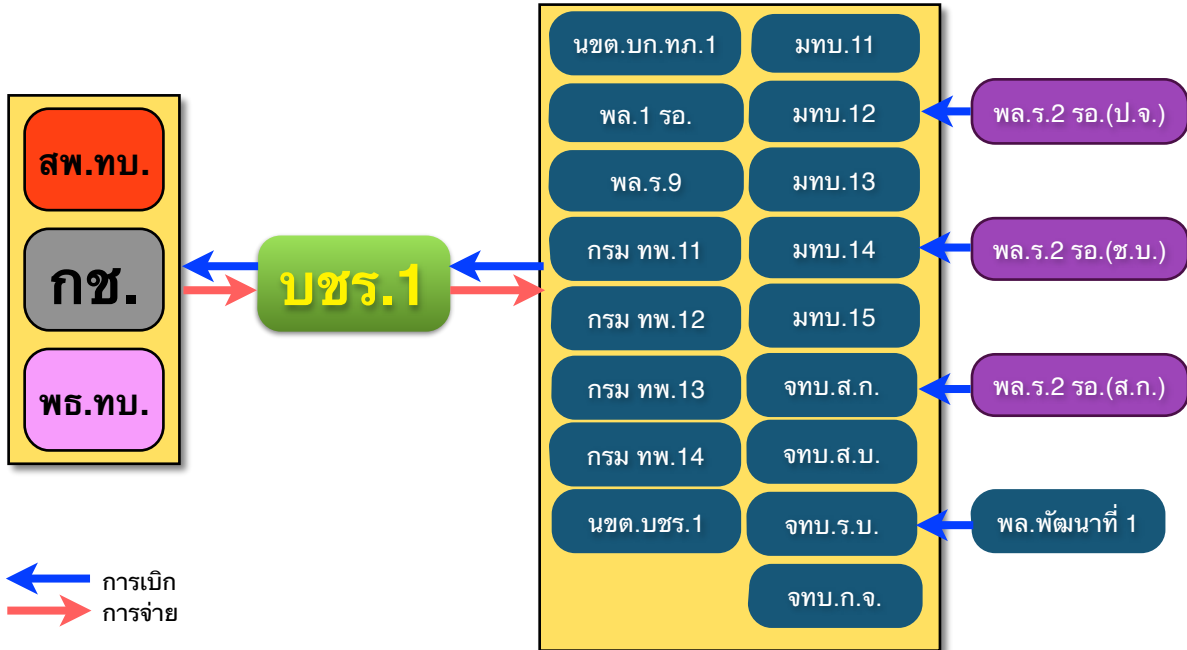 สพ.ทบ.
กช.
พธ.ทบ.
บชร.1
นขต.บก.ทภ.1
มทบ.11
พล.1 รอ.
มทบ.12
พล.ร.2 รอ.(ป.จ.)
พล.ร.9
มทบ.13
กรม ทพ.11
มทบ.14
พล.ร.2 รอ.(ช.บ.)
กรม ทพ.12
มทบ.15
กรม ทพ.13
จทบ.ส.ก.
พล.ร.2 รอ.(ส.ก.)
กรม ทพ.14
จทบ.ส.บ.
นขต.บชร.1
จทบ.ร.บ.
พล.พัฒนาที่ 1
จทบ.ก.จ.
การเบิก
การจ่าย